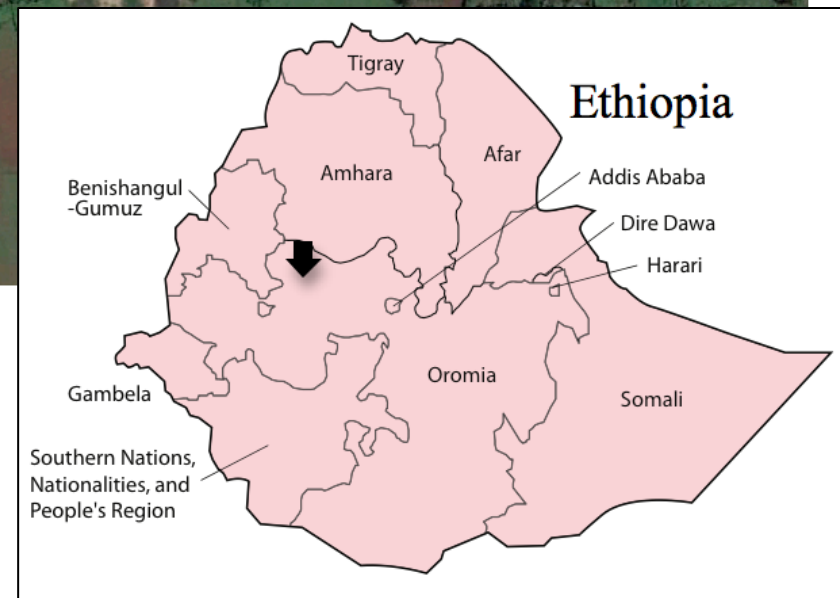 Ethiopia
Tigray
Afar
Amhara
Addis Ababa
Benishangul
-Gumuz
Dire Dawa
Harari
Oromia
Somali
Gambela
Southern Nations,
Nationalities, and
People's Region